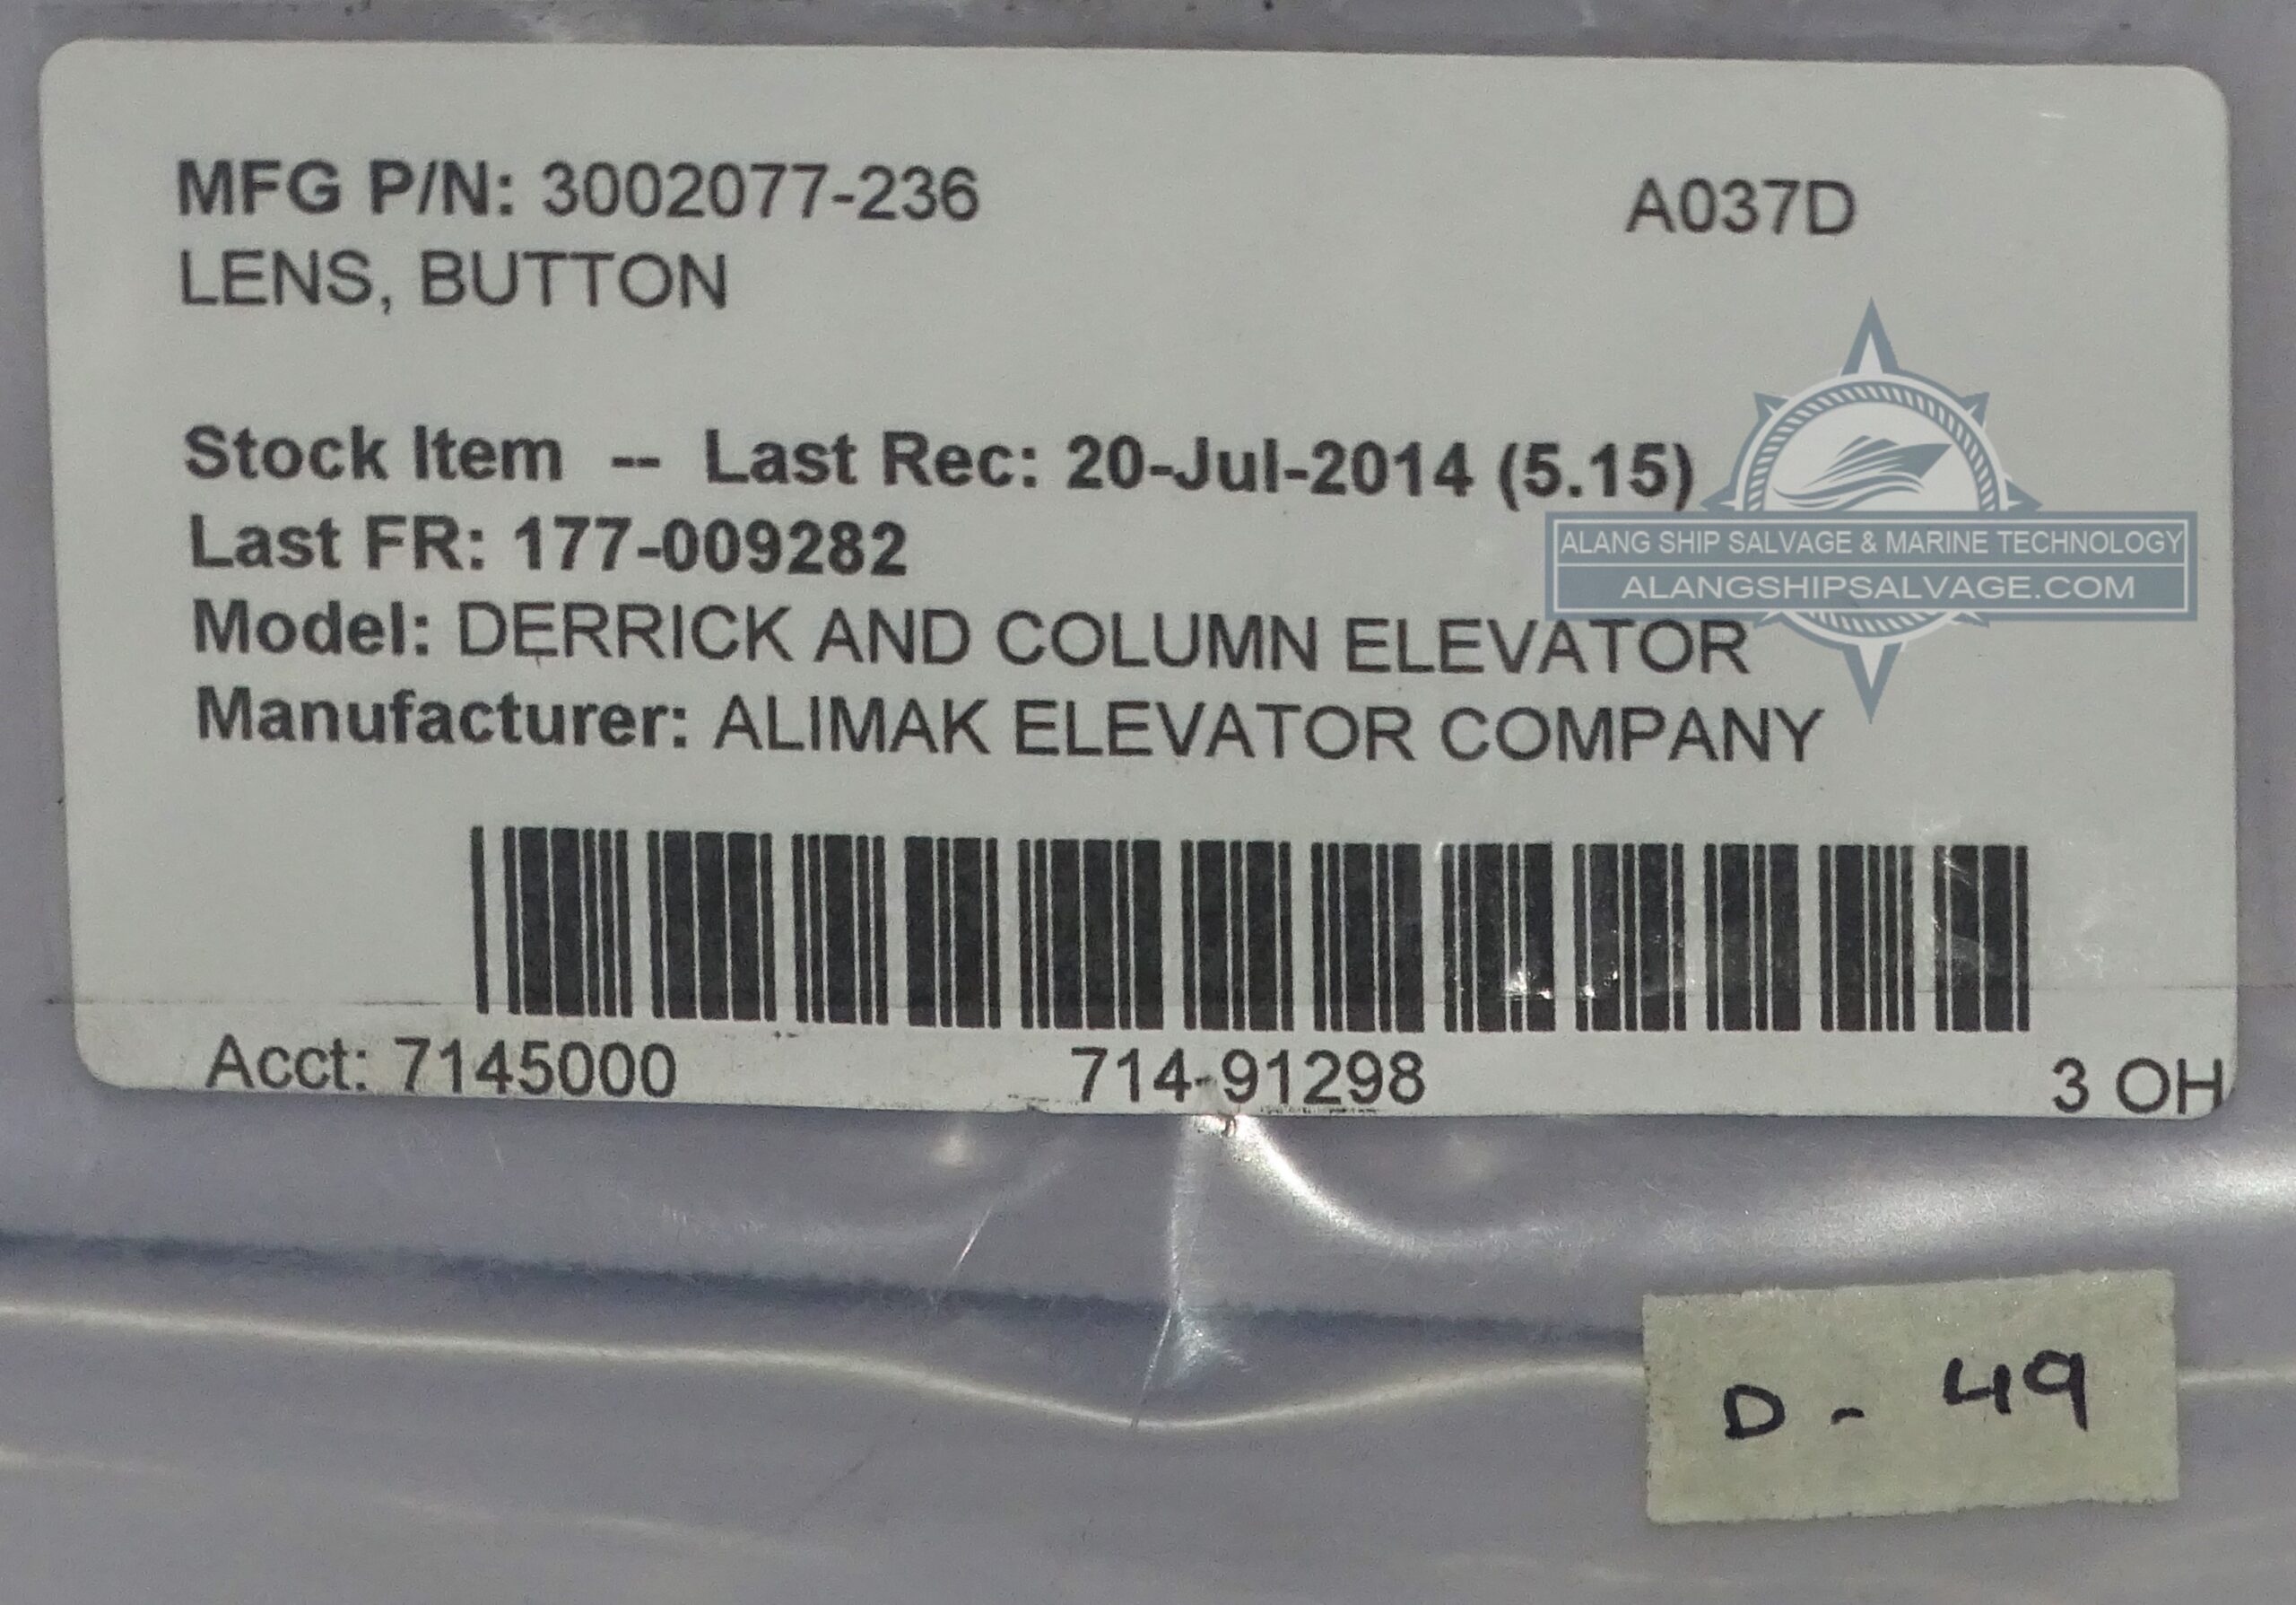 MFG P/N: 3002077-236 A037D
LENS, BUTTON
Stock Item -- Last Rec: 20-Jul-2014 (5.15)
Last FR: 177-009282
ALANG SHIP SALVAGE & MARINE TECHNOLOGY
ALANGSHIPSALVAGE.COM
Model: DERRICK AND COLUMN ELEVATOR
Manufacturer: ALIMAK ELEVATOR COMPANY
Acct: 7145000 714-91298 3 OH
D - 49